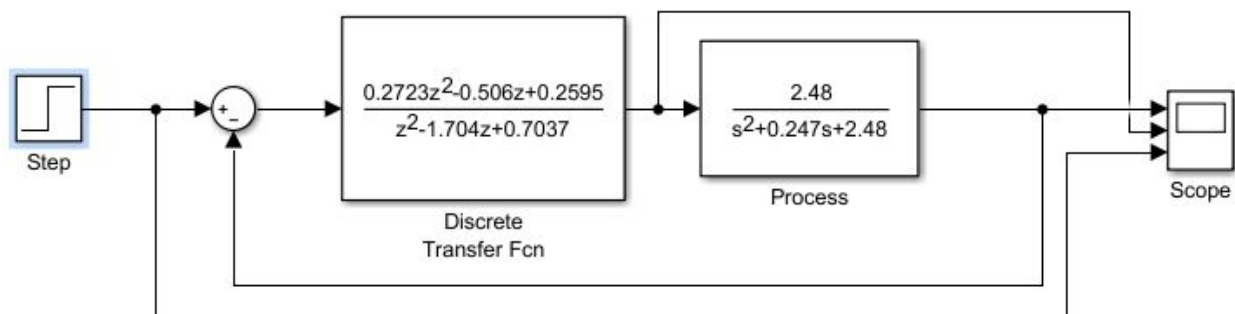 Step
+
−
0.2723z2-0.506z+0.2595
z2-1.704z+0.7037
Discrete
Transfer Fcn
2.48
s2+0.247s+2.48
Process
Scope